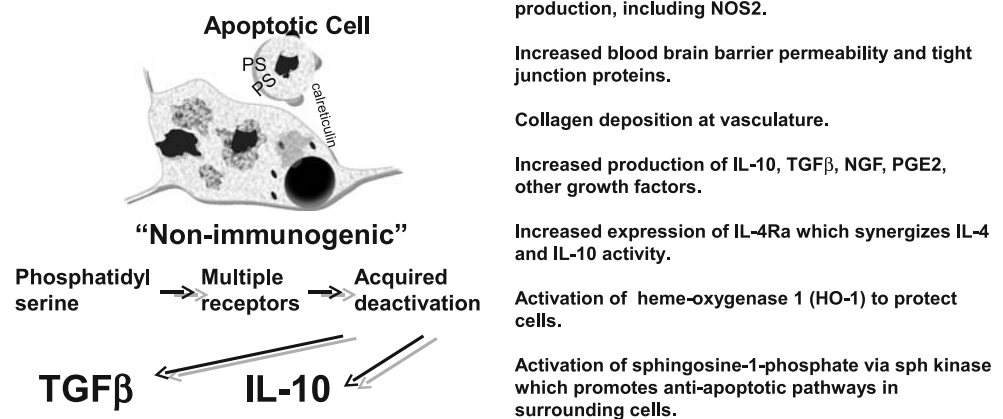 Apoptotic Cell
PS
PS
calreticulin
"Non-immunogenic"
Phosphatidyl
serine
Multiple
receptors
Acquired
deactivation
TGFβ
IL-10
production, including NOS2.
Increased blood brain barrier permeability and tight
junction proteins.
Collagen deposition at vasculature.
Increased production of IL-10, TGFβ, NGF, PGE2,
other growth factors.
Increased expression of IL-4Ra which synergizes IL-4
and IL-10 activity.
Activation of heme-oxygenase 1 (HO-1) to protect
cells.
Activation of sphingosine-1-phosphate via sph kinase
which promotes anti-apoptotic pathways in
surrounding cells.